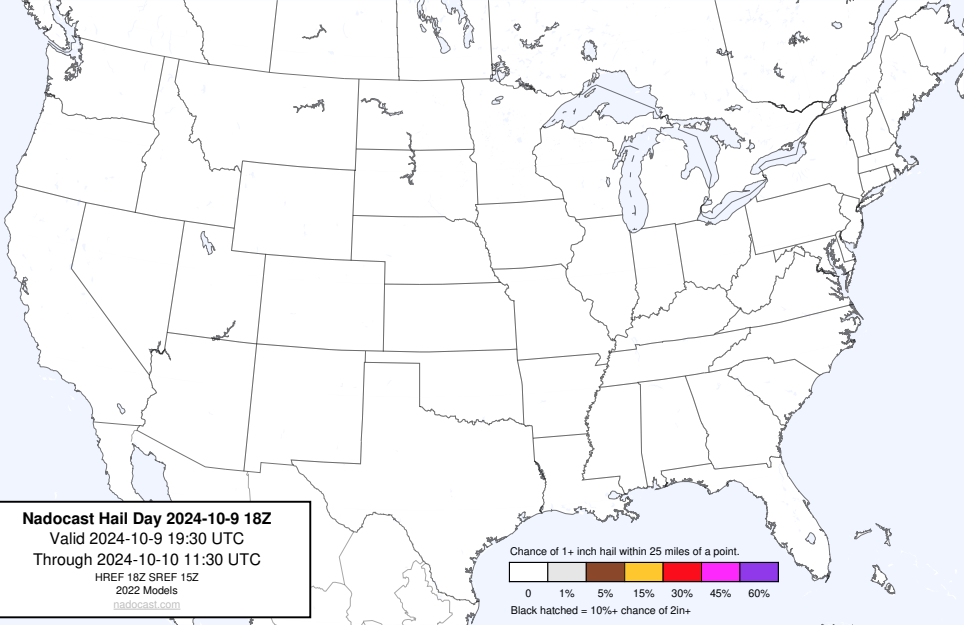 Nadocast Hail Day 2024-10-9 18Z
Valid 2024-10-9 19:30 UTC
Through 2024-10-10 11:30 UTC
HREF 18Z SREF 15Z
2022 Models
nadocast.com
Chance of 1+ inch hail within 25 miles of a point.
0 1% 5% 15% 30% 45% 60%
Black hatched = 10%+ chance of 2in+